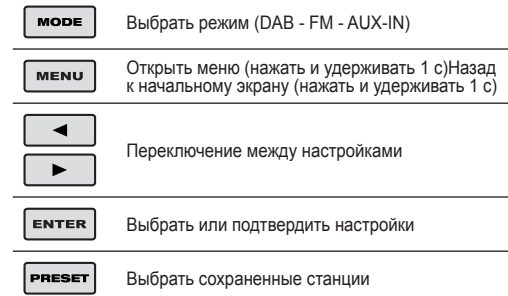 MODE Выбрать режим (DAB - FM - AUX-IN)
MENU Открыть меню (нажать и удерживать 1 с)Назад
к начальному экрану (нажать и удерживать 1 с)
◄
► Переключение между настройками
ENTER Выбрать или подтвердить настройки
PRESET Выбрать сохраненные станции